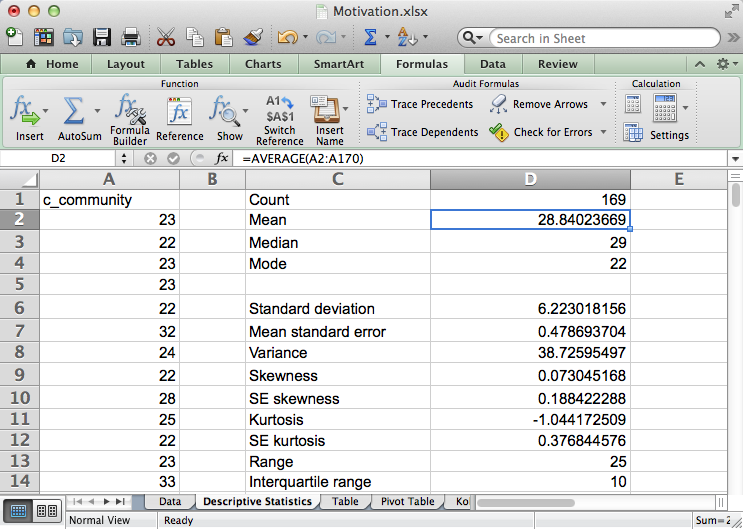 Motivation.xlsx
Search in Sheet
Home Layout Tables Charts SmartArt Formulas Data Review
Function Audit Formulas Calculation
fx Σ fx fx fx A1 $A$1 Trace Precedents Remove Arrows
Insert AutoSum Formula Builder Reference Show Switch Reference Insert Name Trace Dependents Check for Errors Settings
D2 fx =AVERAGE(A2:A170)
A B C D E
1 c_community Count 169
2 23 Mean 28.84023669
3 22 Median 29
4 24 Mode 22
5 23
6 22 Standard deviation 6.223018156
7 32 Mean standard error 0.478693704
8 24 Variance 38.72595497
9 22 Skewness 0.073045168
10 28 SE skewness 0.188422288
11 25 Kurtosis -1.044172509
12 22 SE kurtosis 0.376844576
13 23 Range 25
14 33 Interquartile range 10
Data Descriptive Statistics Table Pivot Table Ko
Normal View Ready Sum=2